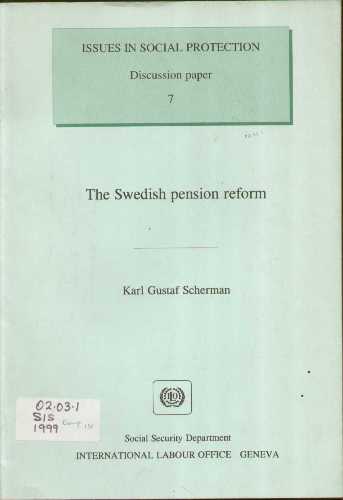 ISSUES IN SOCIAL PROTECTION
Discussion paper
7
The Swedish pension reform
Karl Gustaf Scherman
02.03.1
SIS
1999
Social Security Department
INTERNATIONAL LABOUR OFFICE GENEVA